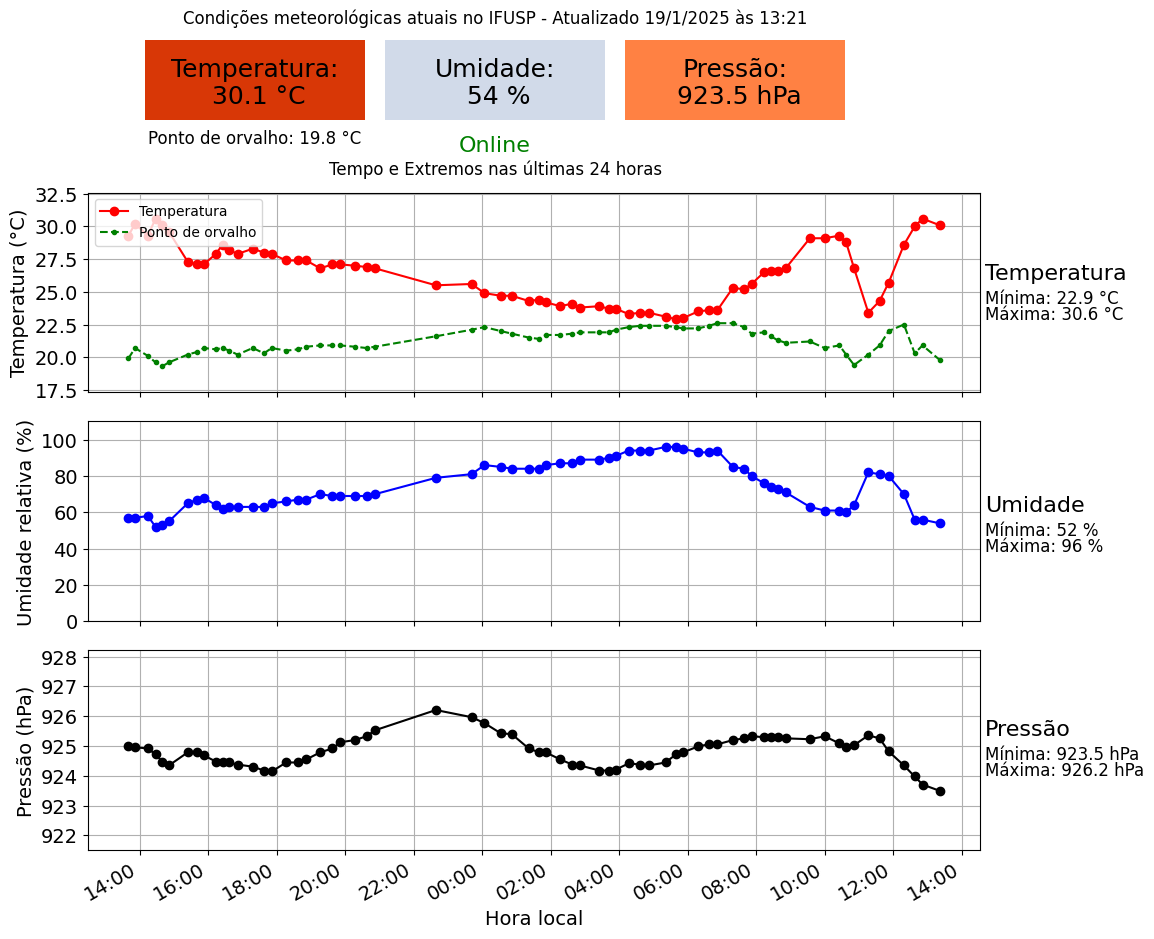 Condições meteorológicas atuais no IFUSP - Atualizado 19/1/2025 às 13:21
Temperatura:
30.1 °C
Umidade:
54 %
Pressão:
923.5 hPa
Ponto de orvalho: 19.8 °C
Online
Tempo e Extremos nas últimas 24 horas
Temperatura (°C)
32.5
30.0
27.5
25.0
22.5
20.0
17.5
Temperatura
Ponto de orvalho
Temperatura
Mínima: 22.9 °C
Máxima: 30.6 °C
Umidade relativa (%)
100
80
60
40
20
0
Umidade
Mínima: 52 %
Máxima: 96 %
Pressão (hPa)
928
927
926
925
924
923
922
Pressão
Mínima: 923.5 hPa
Máxima: 926.2 hPa
14:00 16:00 18:00 20:00 22:00 00:00 02:00 04:00 06:00 08:00 10:00 12:00 14:00
Hora local